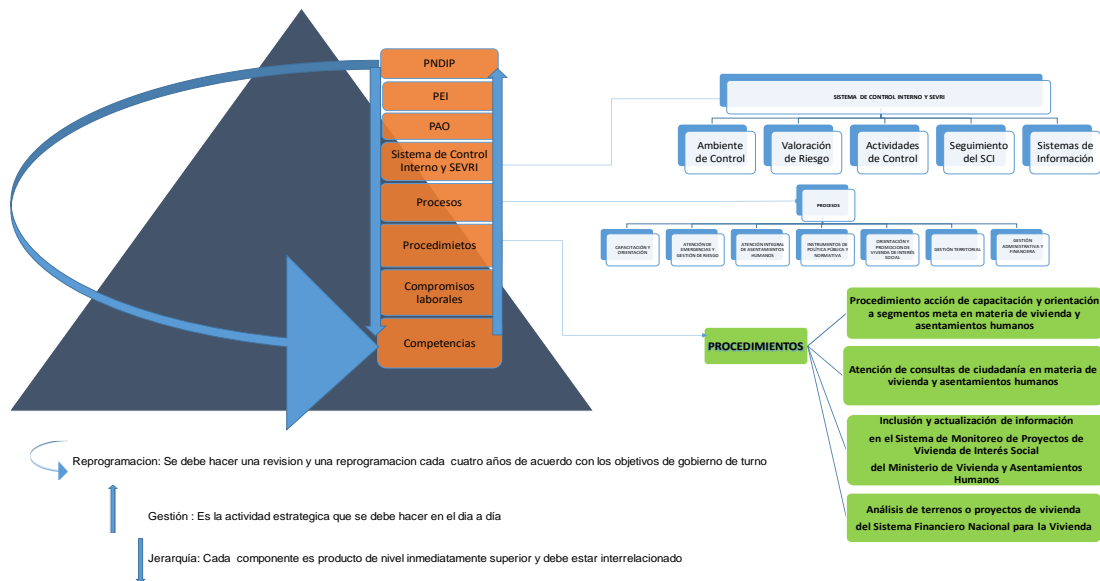 PNDIP
PEI
PAO
Sistema de Control
Interno y SEVRI
Procesos
Procedimietos
Compromisos
laborales
Competencias
SISTEMA DE CONTROL INTERNO Y SEVRI
Ambiente
de Control
Valoración
de Riesgo
Actividades
de Control
Seguimiento
del SCI
Sistemas de
Información
PROCESOS
CAPACITACIÓN Y
ORIENTACIÓN
ATENCIÓN DE
EMERGENCIAS Y
GESTIÓN DE RIESGO
ATENCIÓN INTEGRAL
DE ASENTAMIENTOS
HUMANOS
INSTRUMENTOS DE
POLÍTICA PÚBLICA Y
NORMATIVA
ORIENTACIÓN Y
PROMOCION DE
VIVIENDA DE INTERÉS
SOCIAL
GESTIÓN TERRITORIAL
GESTIÓN
ADMINISTRATIVA Y
FINANCIERA
PROCEDIMIENTOS
Procedimiento acción de capacitación y orientación
a segmentos meta en materia de vivienda y
asentamientos humanos
Atención de consultas de ciudadanía en materia de
vivienda y asentamientos humanos
Inclusión y actualización de información
en el Sistema de Monitoreo de Proyectos de
Vivienda de Interés Social
del Ministerio de Vivienda y Asentamientos
Humanos
Análisis de terrenos o proyectos de vivienda
del Sistema Financiero Nacional para la Vivienda
Reprogramacion: Se debe hacer una revision y una reprogramacion cada cuatro años de acuerdo con los objetivos de gobierno de turno
Gestión : Es la actividad estrategica que se debe hacer en el dia a día
Jerarquía: Cada componente es producto de nivel inmediatamente superior y debe estar interrelacionado